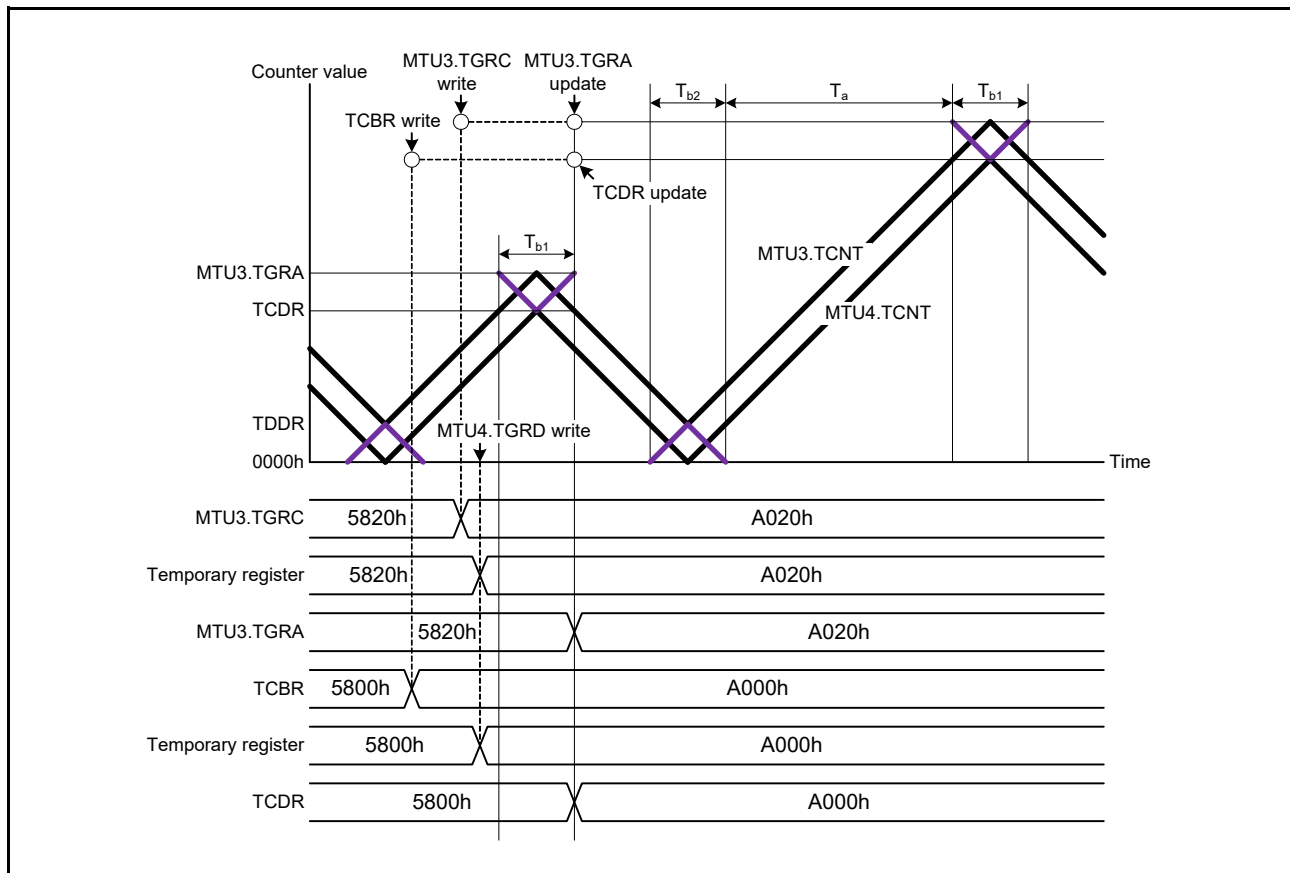 MTU3.TGRC
write
MTU3.TGRA
update
Counter value
Tb2
Ta
Tb1
TCBR write
TCDR update
Tb1
MTU3.TCNT
MTU3.TGRA
TCDR
MTU4.TCNT
TDDR
MTU4.TGRD write
0000h
Time
MTU3.TGRC 5820h A020h
Temporary register 5820h A020h
MTU3.TGRA 5820h A020h
TCBR 5800h A000h
Temporary register 5800h A000h
TCDR 5800h A000h